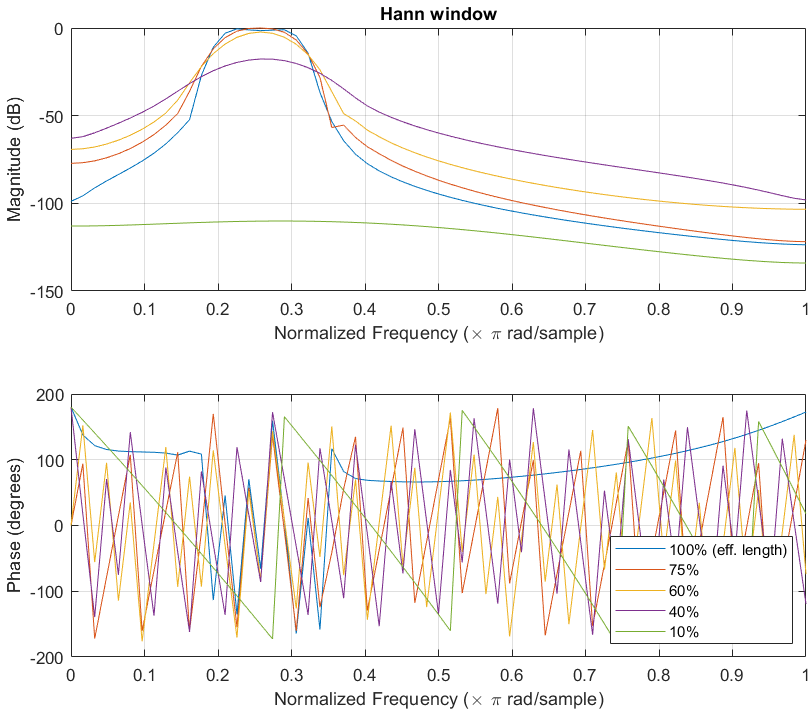 Hann window
0
-50
-100
-150
Magnitude (dB)
0 0.1 0.2 0.3 0.4 0.5 0.6 0.7 0.8 0.9 1
Normalized Frequency (× π rad/sample)
200
100
0
-100
-200
Phase (degrees)
100% (eff. length)
75%
60%
40%
10%
0 0.1 0.2 0.3 0.4 0.5 0.6 0.7 0.8 0.9 1
Normalized Frequency (× π rad/sample)